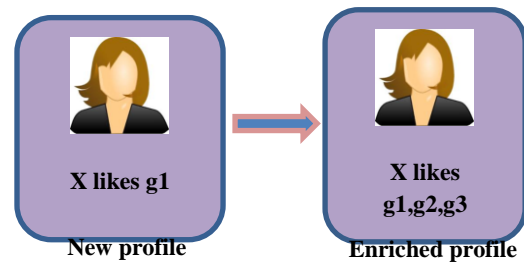 X likes g1
New profile
X likes
g1,g2,g3
Enriched profile